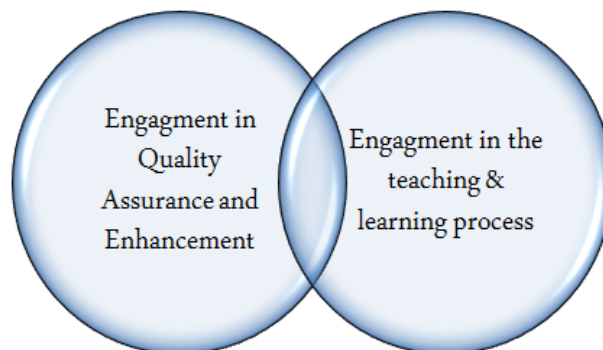 Engagment in
Quality
Assurance and
Enhancement
Engagment in the
teaching &
learning process